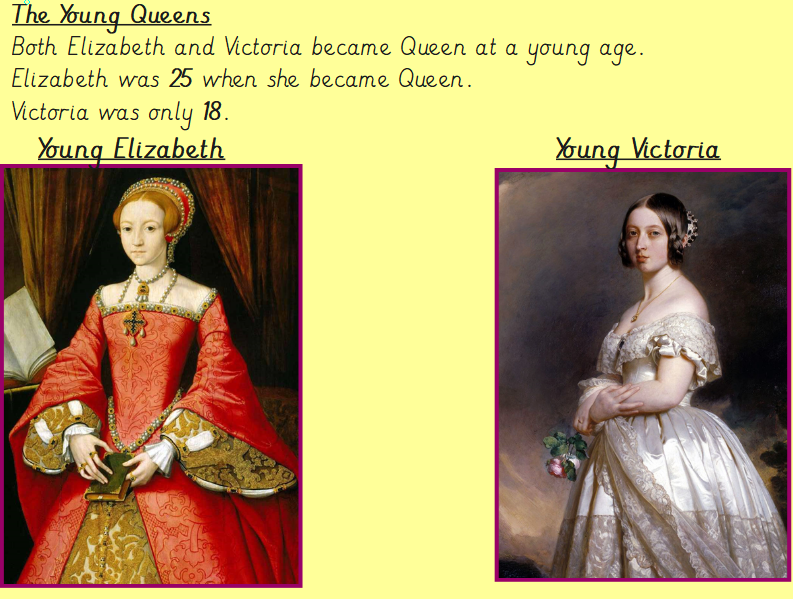 The Young Queens
Both Elizabeth and Victoria became Queen at a young age.
Elizabeth was 25 when she became Queen.
Victoria was only 18.
Young Elizabeth
Young Victoria